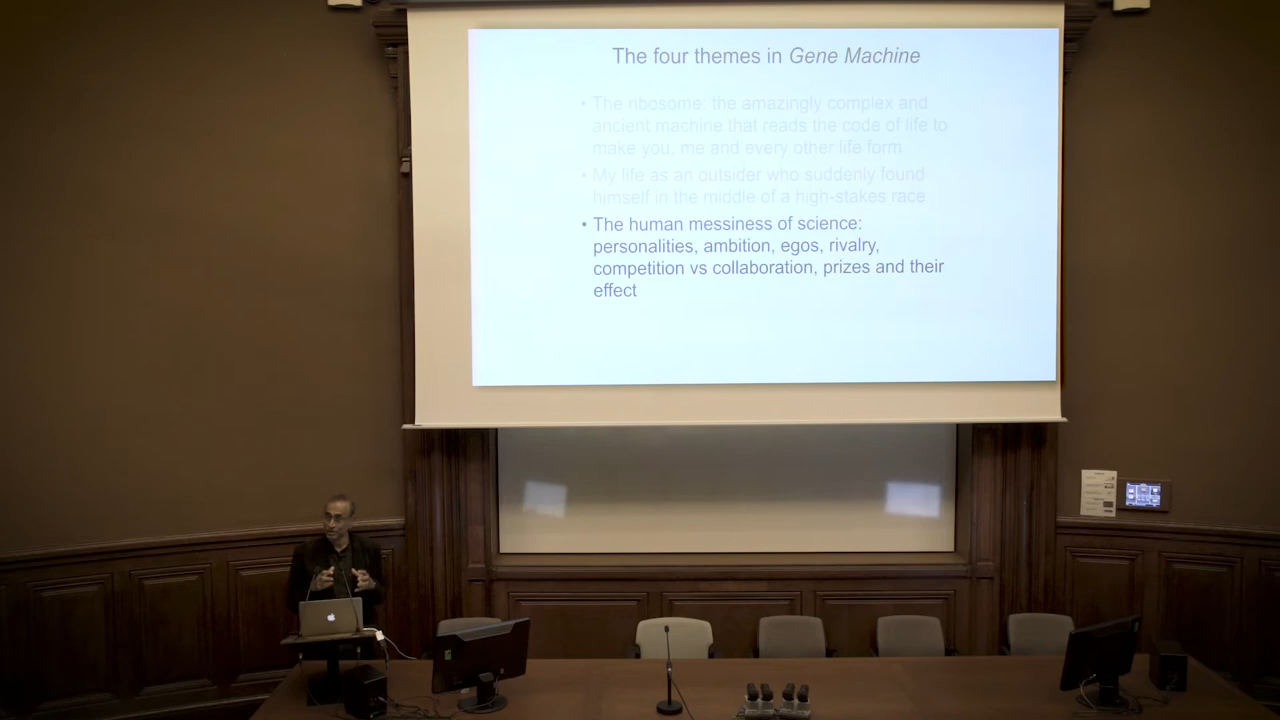 The four themes in Gene Machine
• The ribosome: the amazingly complex and
ancient machine that reads the code of life to
make you, me and every other life form
• My life as an outsider who suddenly found
himself in the middle of a high-stakes race
• The human messiness of science:
personalities, ambition, egos, rivalry,
competition vs collaboration, prizes and their
effect